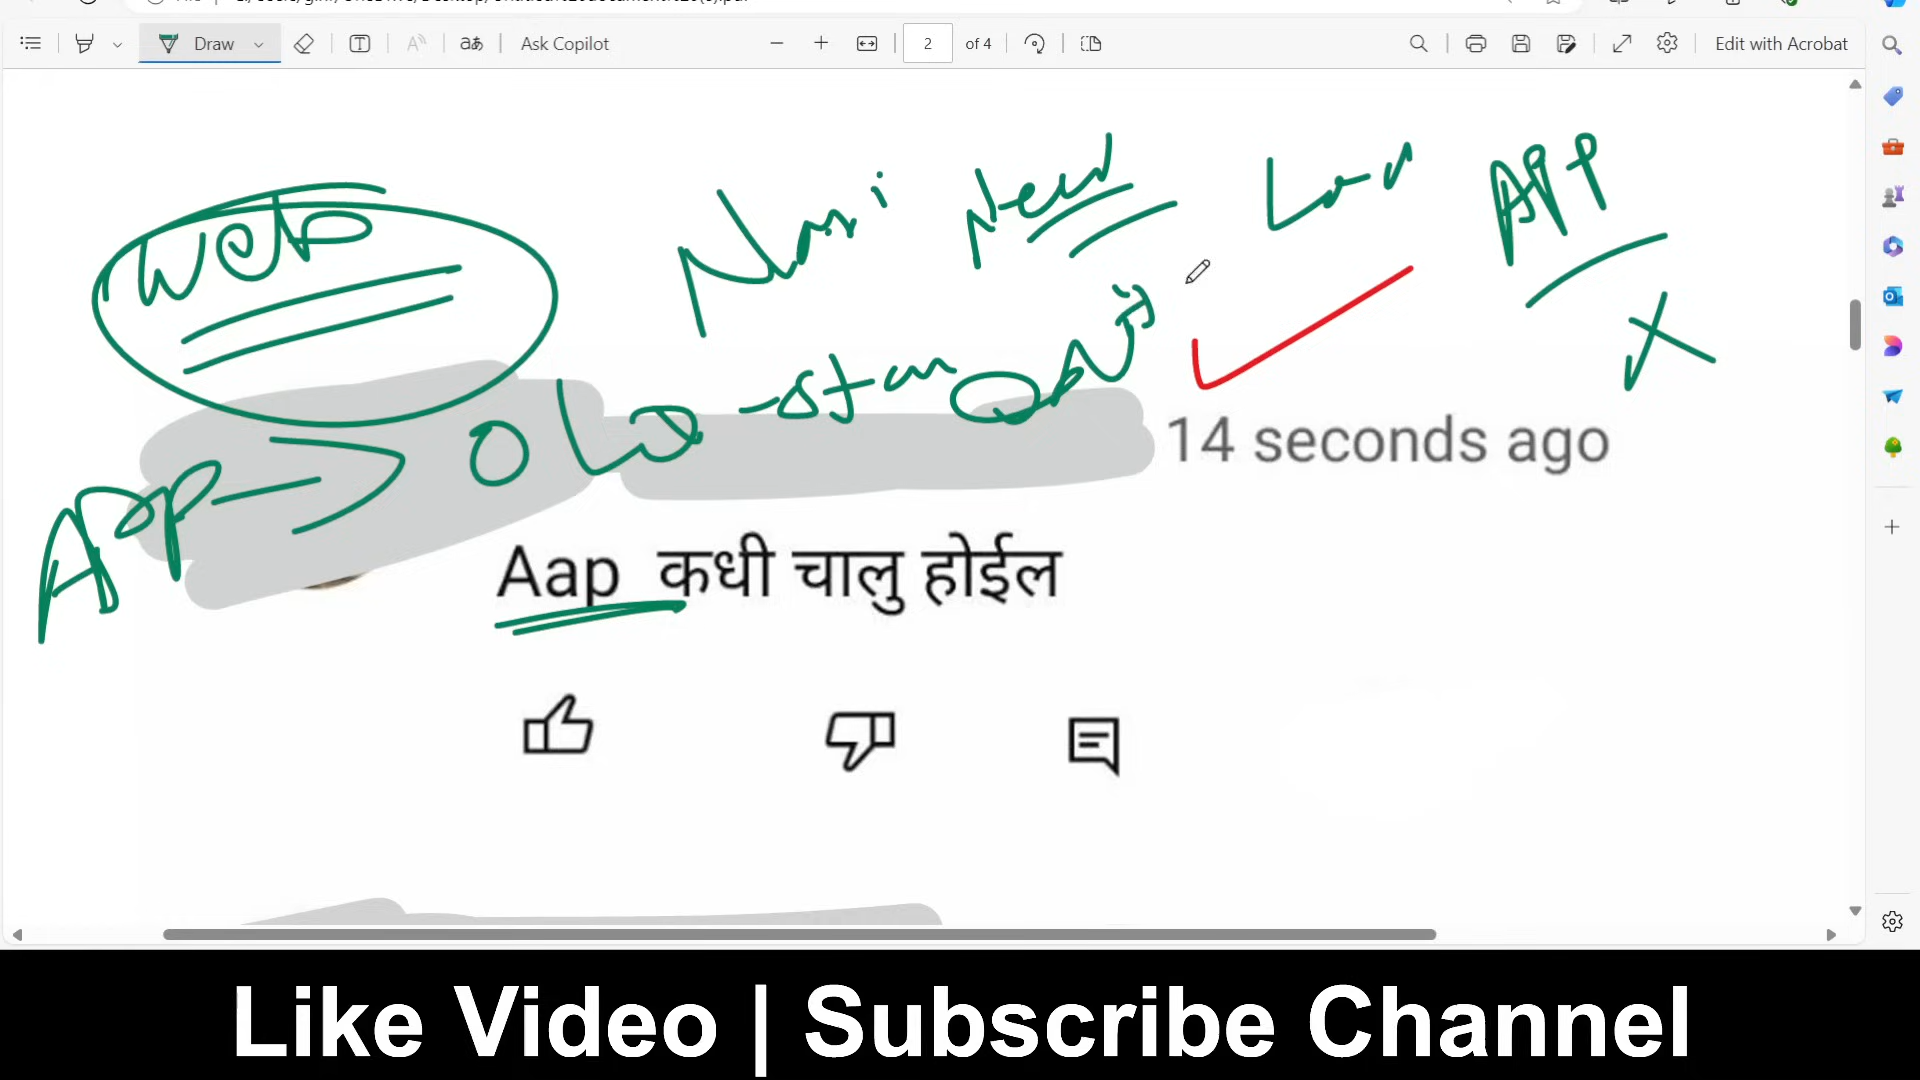 Draw
Ask Copilot
2 of 4
Edit with Acrobat
Web
New
APP
APP
14 seconds ago
Aap कधी चालु होईल
Like Video | Subscribe Channel